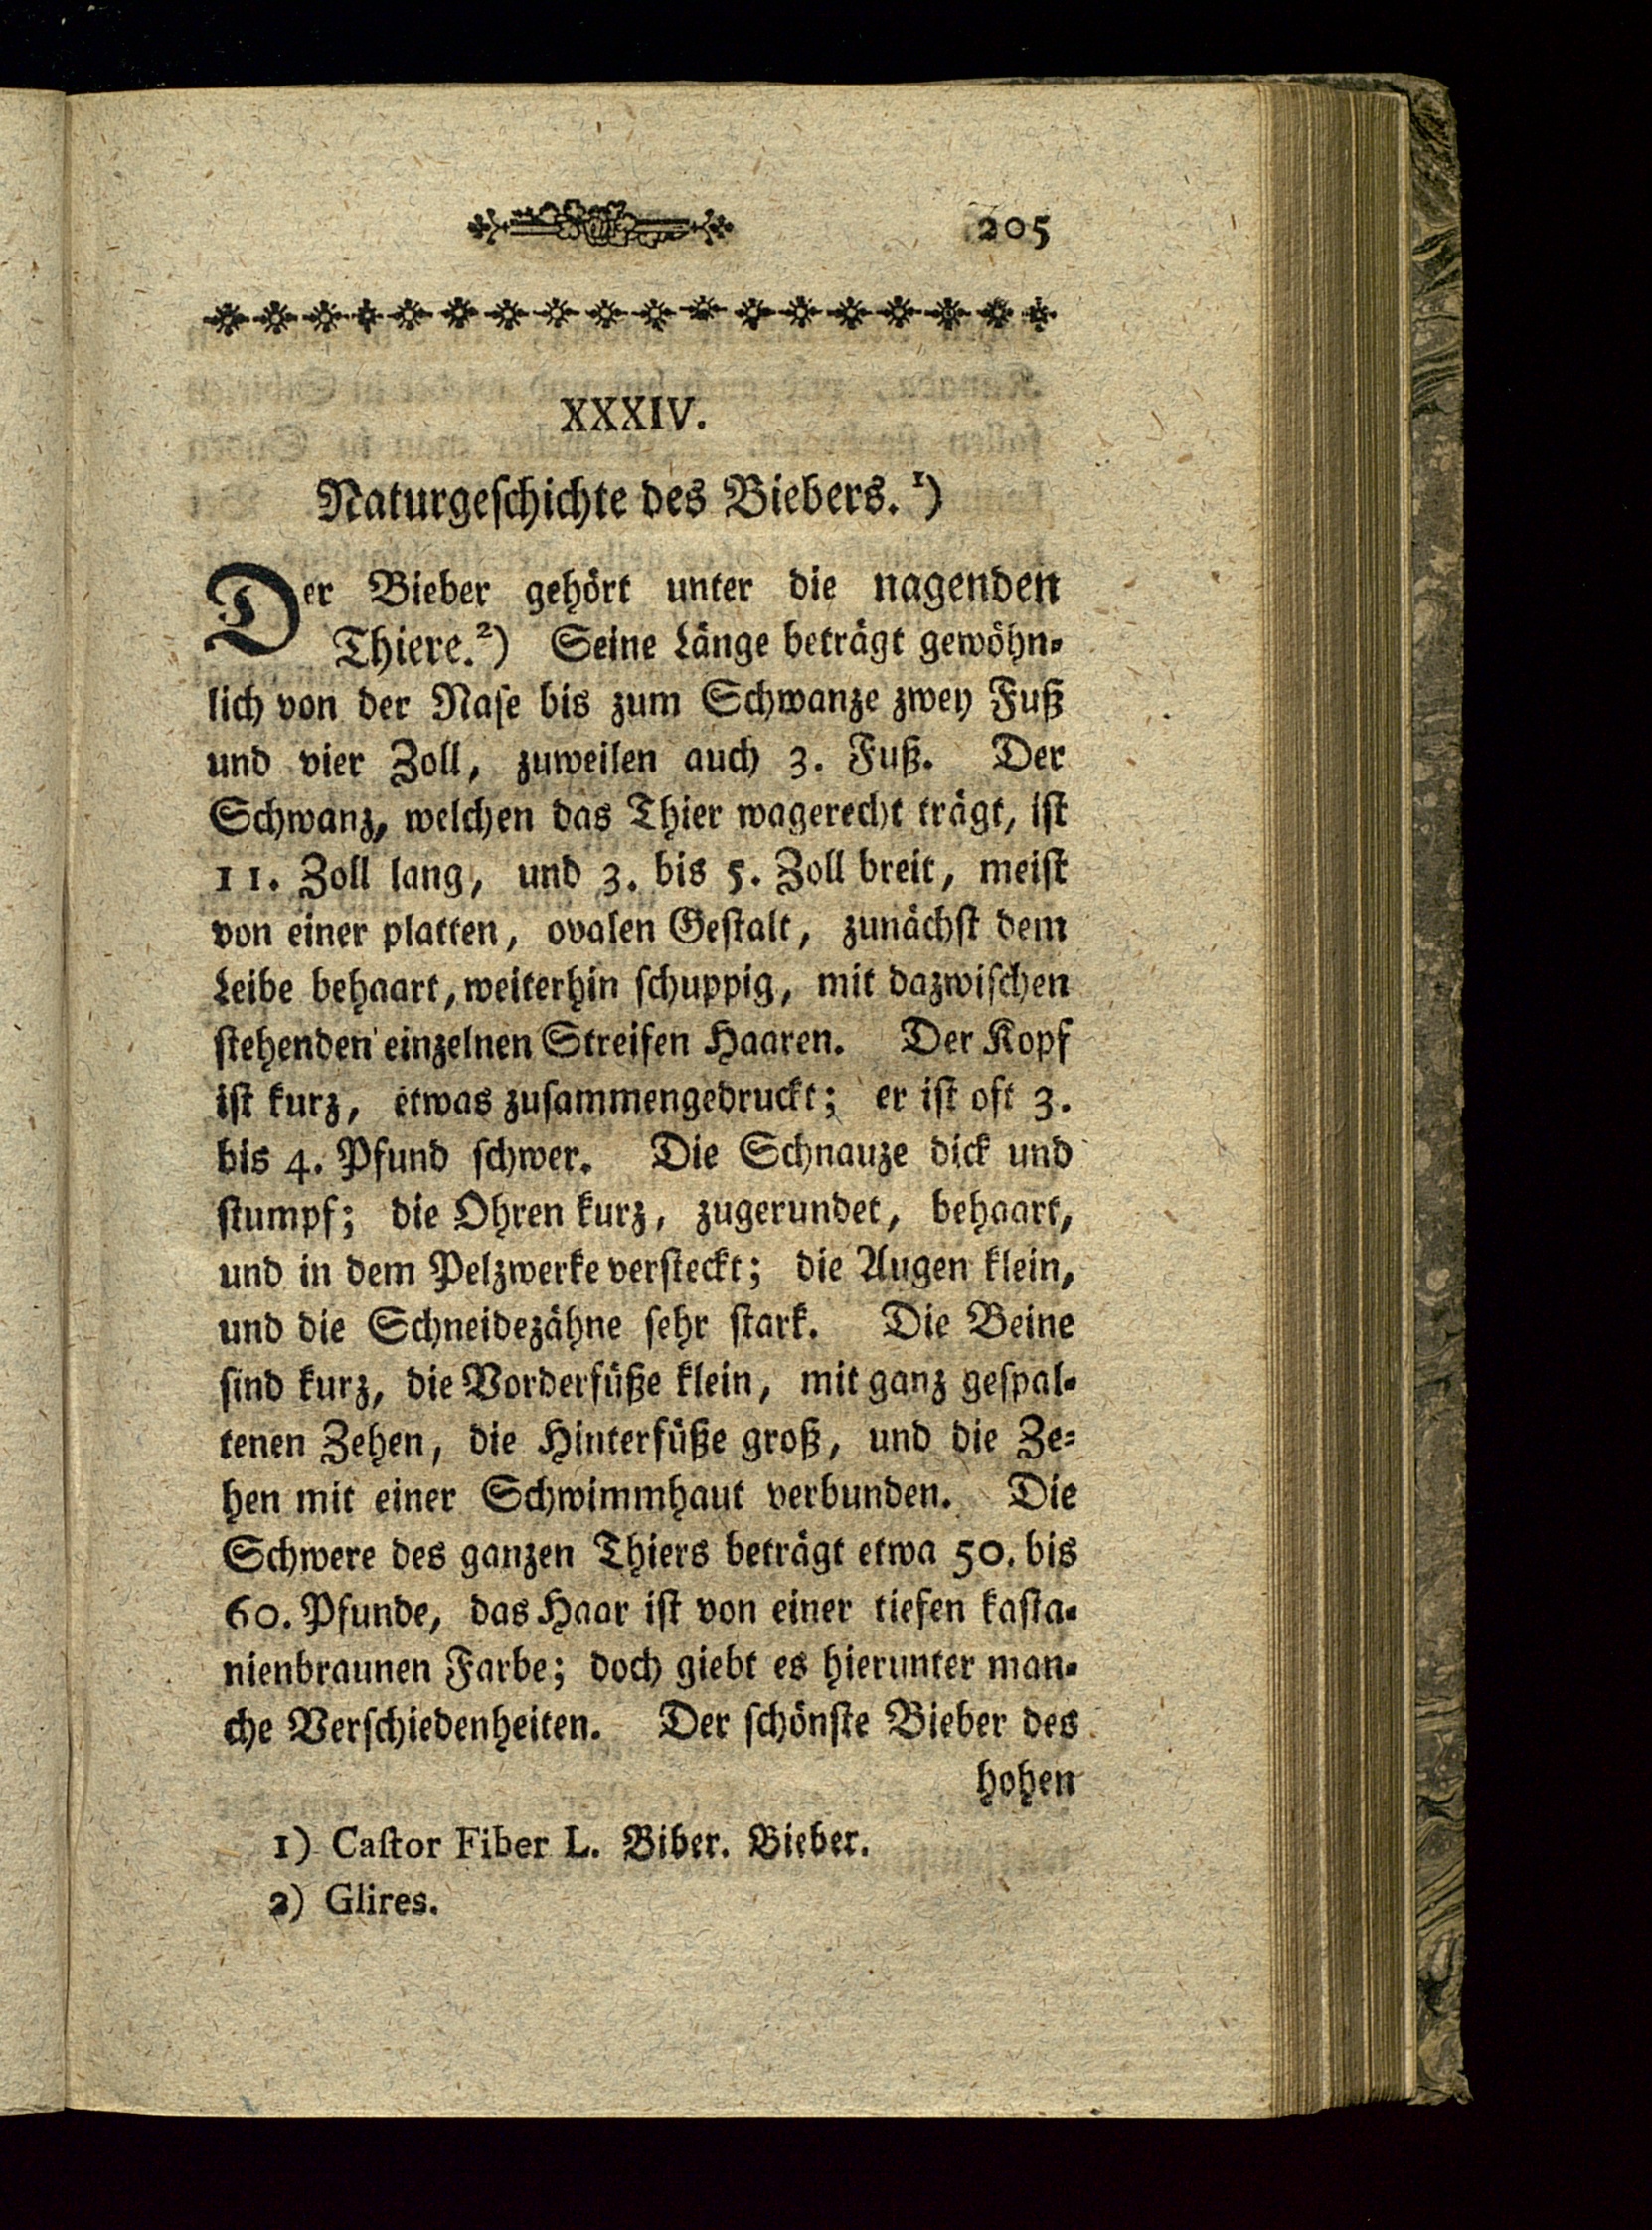 205
XXXIV.
Naturgeſchichte des Biebers. ¹)
Der Bieber gehört unter die nagenden
Thiere.²) Seine Länge beträgt gewöhn-
lich von der Naſe bis zum Schwanze zwey Fuß
und vier Zoll, zuweilen auch 3. Fuß. Der
Schwanz, welchen das Thier wagerecht trägt, iſt
11. Zoll lang, und 3. bis 5. Zoll breit, meiſt
von einer platten, ovalen Geſtalt, zunächſt dem
Leibe behaart, weiterhin ſchuppig, mit dazwiſchen
ſtehenden einzelnen Streifen Haaren. Der Kopf
iſt kurz, etwas zuſammengedruckt; er iſt oft 3.
bis 4. Pfund ſchwer. Die Schnauze dick und
ſtumpf; die Ohren kurz, zugerundet, behaart,
und in dem Pelzwerke verſteckt; die Augen klein,
und die Schneidezähne ſehr ſtark. Die Beine
ſind kurz, die Vorderfüße klein, mit ganz geſpal-
tenen Zehen, die Hinterfüße groß, und die Ze-
hen mit einer Schwimmhaut verbunden. Die
Schwere des ganzen Thiers beträgt etwa 50. bis
60. Pfunde, das Haar iſt von einer tiefen kaſta-
nienbraunen Farbe; doch giebt es hierunter man-
che Verſchiedenheiten. Der ſchönſte Bieber des
hohen
1) Caſtor Fiber L. Biber. Bieber.
2) Glires.